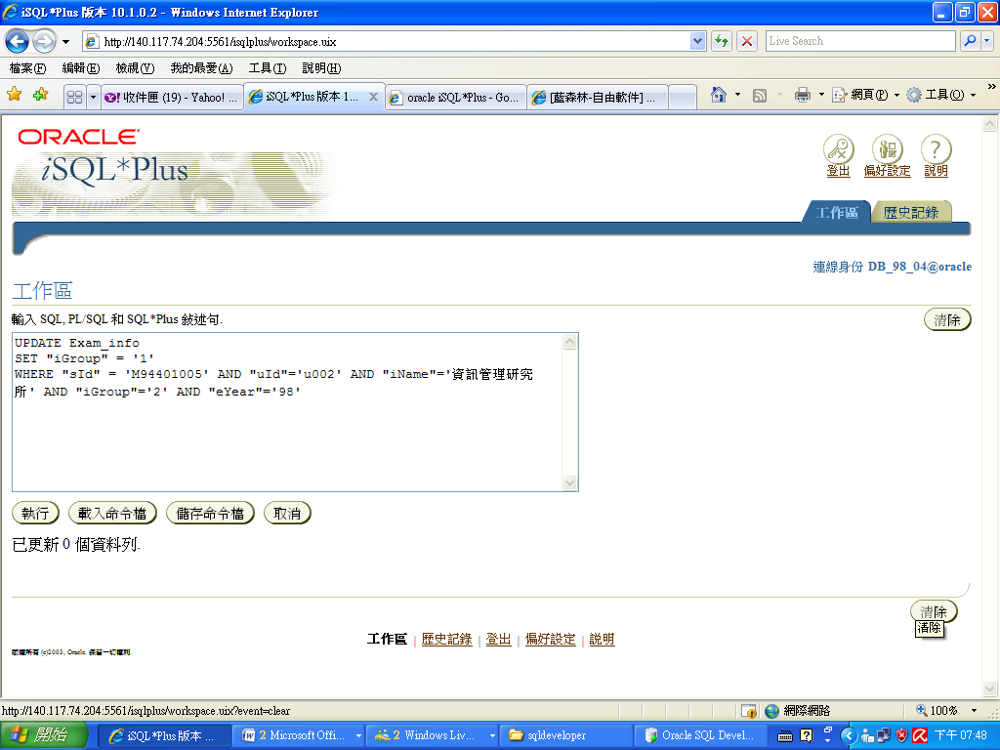 iSQL*Plus 版本 10.1.0.2 - Windows Internet Explorer
http://140.117.74.204:5561/isqlplus/workspace.uix
Live Search
檔案(F) 編輯(E) 檢視(V) 我的最愛(A) 工具(T) 說明(H)
收件匣 (19) - Yahoo! ... iSQL*Plus 版本 1... oracle iSQL*Plus - Go... [藍森林-自由軟件] ... 網頁(P) 工具(O)
ORACLE
iSQL*Plus
登出 偏好設定 說明
工作區 歷史記錄
連線身份 DB_98_04@oracle
工作區
輸入 SQL, PL/SQL 和 SQL*Plus 敍述句.
清除
UPDATE Exam_info
SET "iGroup" = '1'
WHERE "sId" = 'M94401005' AND "uId"='u002' AND "iName"='資訊管理研究
所' AND "iGroup"='2' AND "eYear"='98'
執行 載入命令檔 儲存命令檔 取消
已更新 0 個資料列.
清除
清除
工作區 | 歷史記錄 | 登出 | 偏好設定 | 說明
版權所有 (c)2003, Oracle. 保留一切權利.
http://140.117.74.204:5561/isqlplus/workspace.uix?event=clear
網際網路 100%
開始 iSQL*Plus 版本 ... 2 Microsoft Offi... 2 Windows Liv... sqldeveloper Oracle SQL Devel... 下午 07:48